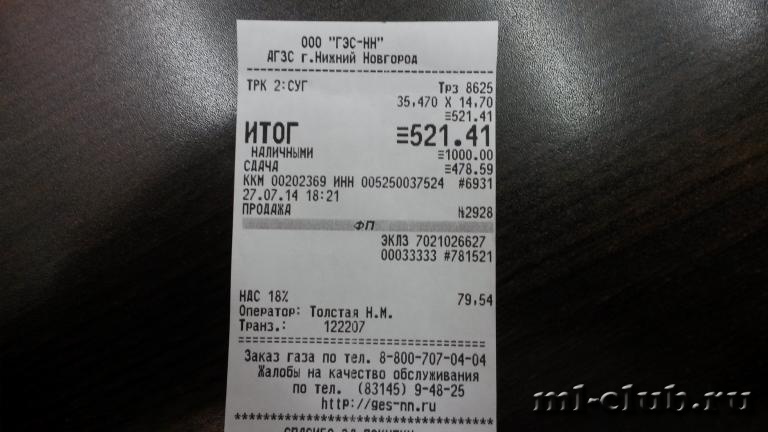 ООО "ГЭС-НН"
АГЗС г.Нижний Новгород
ТРК 2:СУГ Трз 8625
35,470 X 14,70
≡521.41
ИТОГ ≡521.41
НАЛИЧНЫМИ ≡1000.00
СДАЧА ≡478.59
ККМ 00202369 ИНН 005250037524 #6931
27.07.14 18:21
ПРОДАЖА №2928
ФП
ЭКЛЗ 7021026627
00033333 #781521
НДС 18% 79,54
Оператор: Толстая Н.М.
Транз.: 122207
==========================================
Заказ газа по тел. 8-800-707-04-04
Жалобы на качество обслуживания
по тел. (83145) 9-48-25
http://ges-nn.ru
****************************************
СПАСИБО ЗА ПОКУПКУ
ml-club.ru